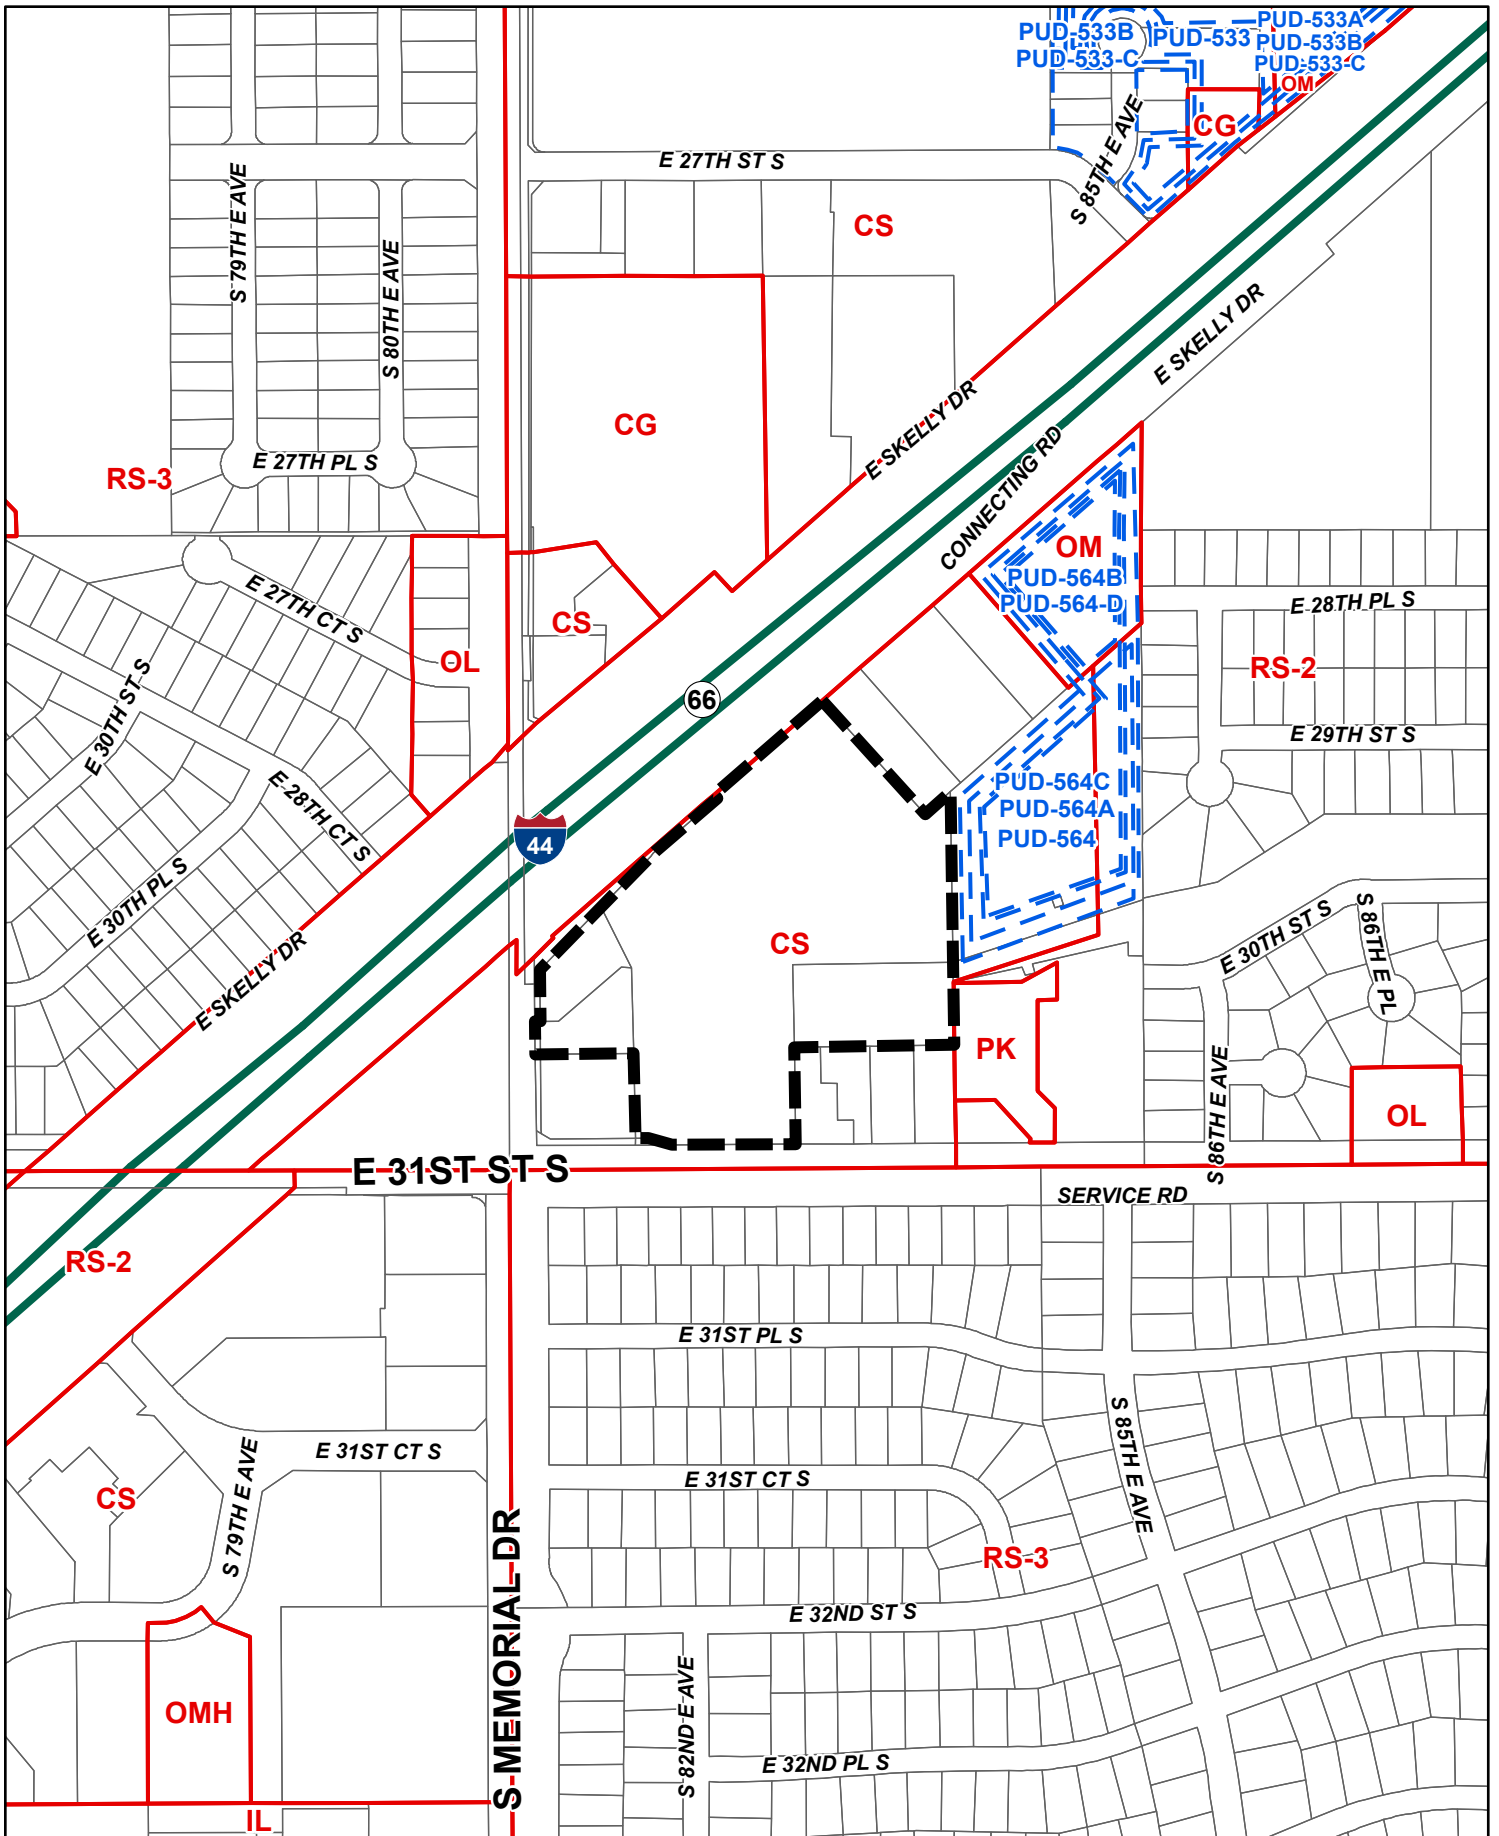 PUD-533A
PUD-533B
PUD-533
PUD-533B
PUD-533-C
PUD-533-C
OM
CG
E 27TH ST S
S 85TH E AVE
S 79TH E AVE
CS
S 80TH E AVE
E SKELLY DR
CG
E SKELLY DR
RS-3
E 27TH PL S
CONNECTING RD
OM
PUD-564B
PUD-564-D
E 28TH PL S
E 27TH CT S
CS
OL
RS-2
E 30TH ST S
66
E 29TH ST S
PUD-564C
PUD-564A
PUD-564
E 28TH CT S
44
E 30TH PL S
CS
E SKELLY DR
E 30TH ST S
S 86TH E PL
PK
S 86TH E AVE
OL
E 31ST ST S
SERVICE RD
RS-2
E 31ST PL S
E 31ST CT S
E 31ST CT S
S 85TH E AVE
CS
S 79TH E AVE
S MEMORIAL DR
RS-3
E 32ND ST S
OMH
S 82ND E AVE
E 32ND PL S
IL